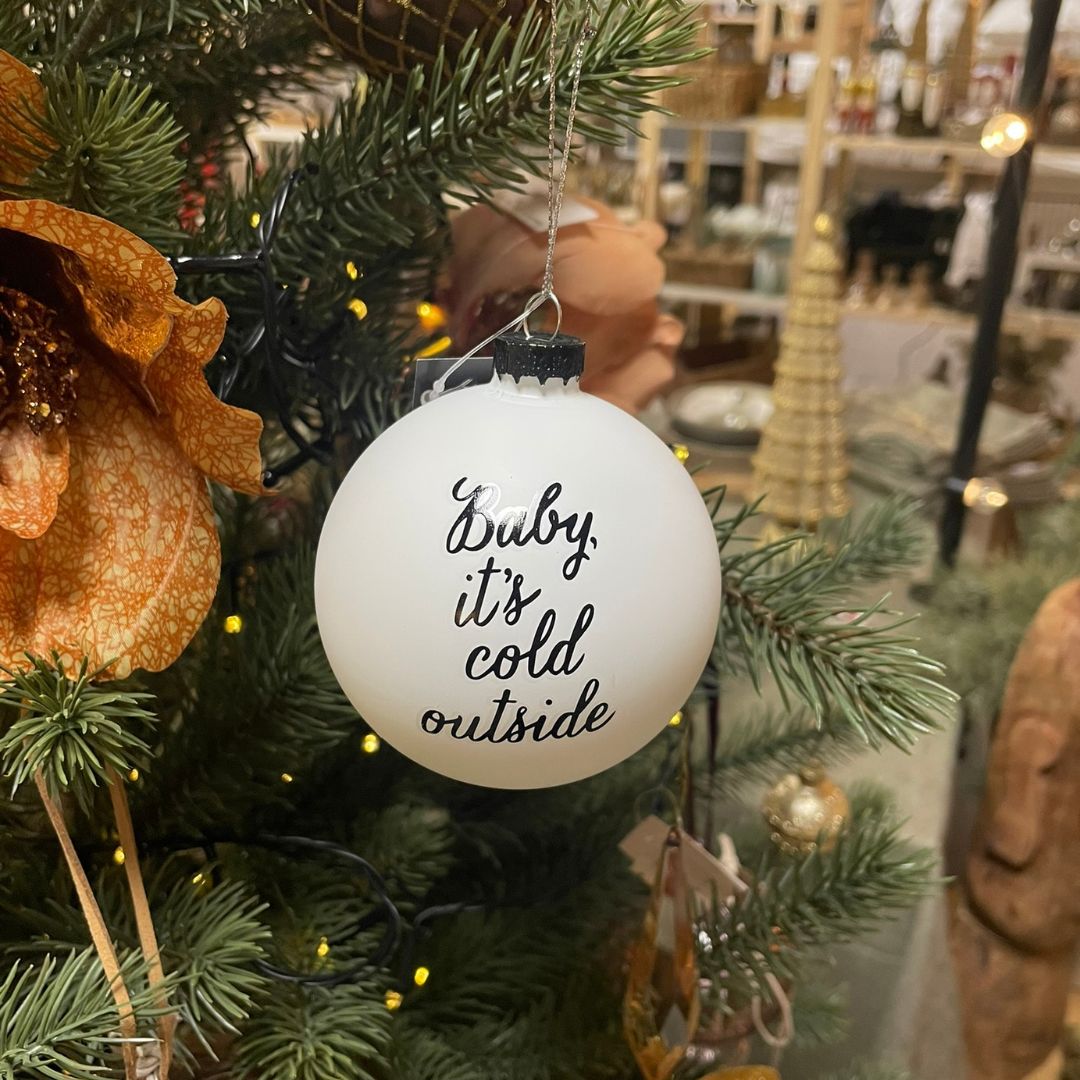 Baby,
it's
cold
outside